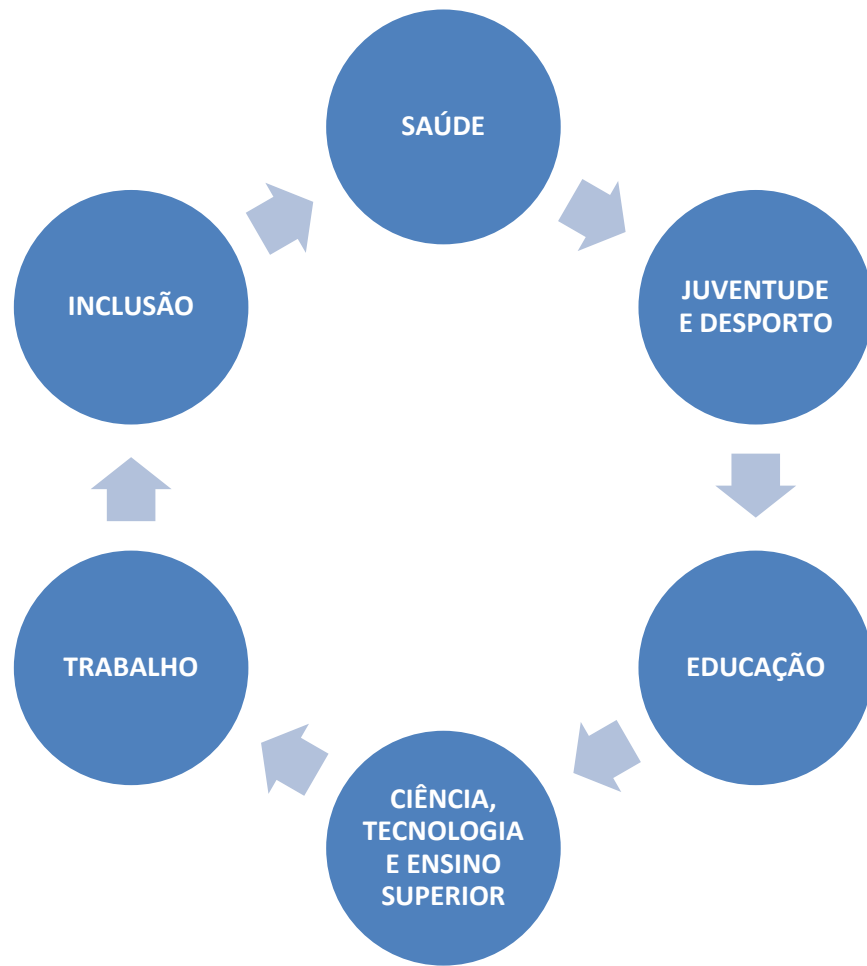 SAÚDE
JUVENTUDE
E DESPORTO
EDUCAÇÃO
CIÊNCIA,
TECNOLOGIA
E ENSINO
SUPERIOR
TRABALHO
INCLUSÃO